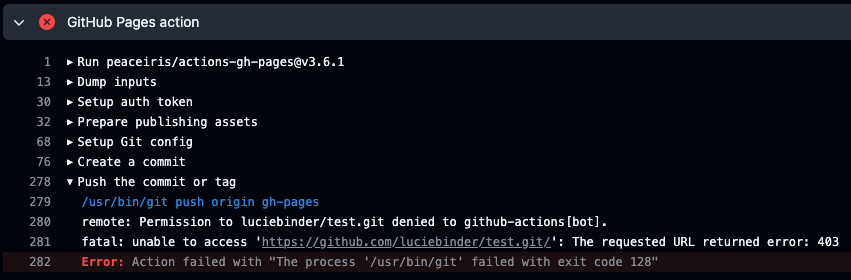 GitHub Pages action
1 ▶ Run peaceiris/actions-gh-pages@v3.6.1
13 ▶ Dump inputs
30 ▶ Setup auth token
32 ▶ Prepare publishing assets
68 ▶ Setup Git config
76 ▶ Create a commit
278 ▼ Push the commit or tag
279 /usr/bin/git push origin gh-pages
280 remote: Permission to luciebinder/test.git denied to github-actions[bot].
281 fatal: unable to access 'https://github.com/luciebinder/test.git/': The requested URL returned error: 403
282 Error: Action failed with "The process '/usr/bin/git' failed with exit code 128"